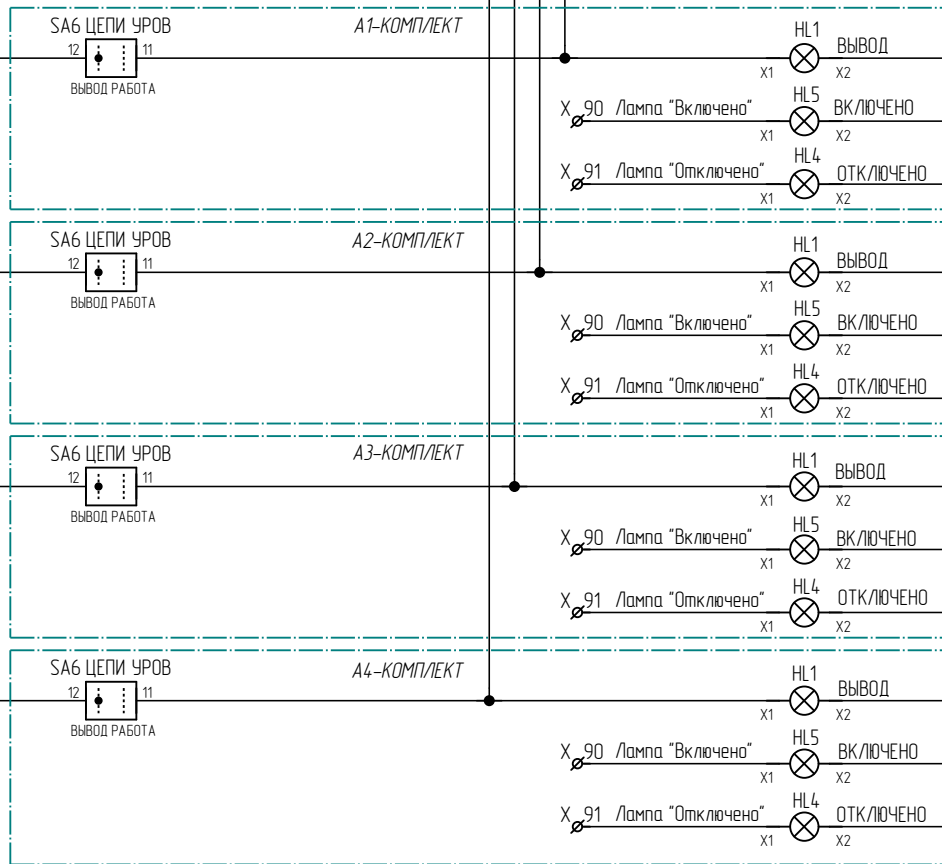 SA6 ЦЕПИ УРОВ
А1-КОМПЛЕКТ
12 11
ВЫВОД РАБОТА
HL1
ВЫВОД
X1 X2
HL5
X 90 Лампа "Включено" ВКЛЮЧЕНО
X1 X2
HL4
X 91 Лампа "Отключено" ОТКЛЮЧЕНО
X1 X2
SA6 ЦЕПИ УРОВ
А2-КОМПЛЕКТ
12 11
ВЫВОД РАБОТА
HL1
ВЫВОД
X1 X2
HL5
X 90 Лампа "Включено" ВКЛЮЧЕНО
X1 X2
HL4
X 91 Лампа "Отключено" ОТКЛЮЧЕНО
X1 X2
SA6 ЦЕПИ УРОВ
А3-КОМПЛЕКТ
12 11
ВЫВОД РАБОТА
HL1
ВЫВОД
X1 X2
HL5
X 90 Лампа "Включено" ВКЛЮЧЕНО
X1 X2
HL4
X 91 Лампа "Отключено" ОТКЛЮЧЕНО
X1 X2
SA6 ЦЕПИ УРОВ
А4-КОМПЛЕКТ
12 11
ВЫВОД РАБОТА
HL1
ВЫВОД
X1 X2
HL5
X 90 Лампа "Включено" ВКЛЮЧЕНО
X1 X2
HL4
X 91 Лампа "Отключено" ОТКЛЮЧЕНО
X1 X2